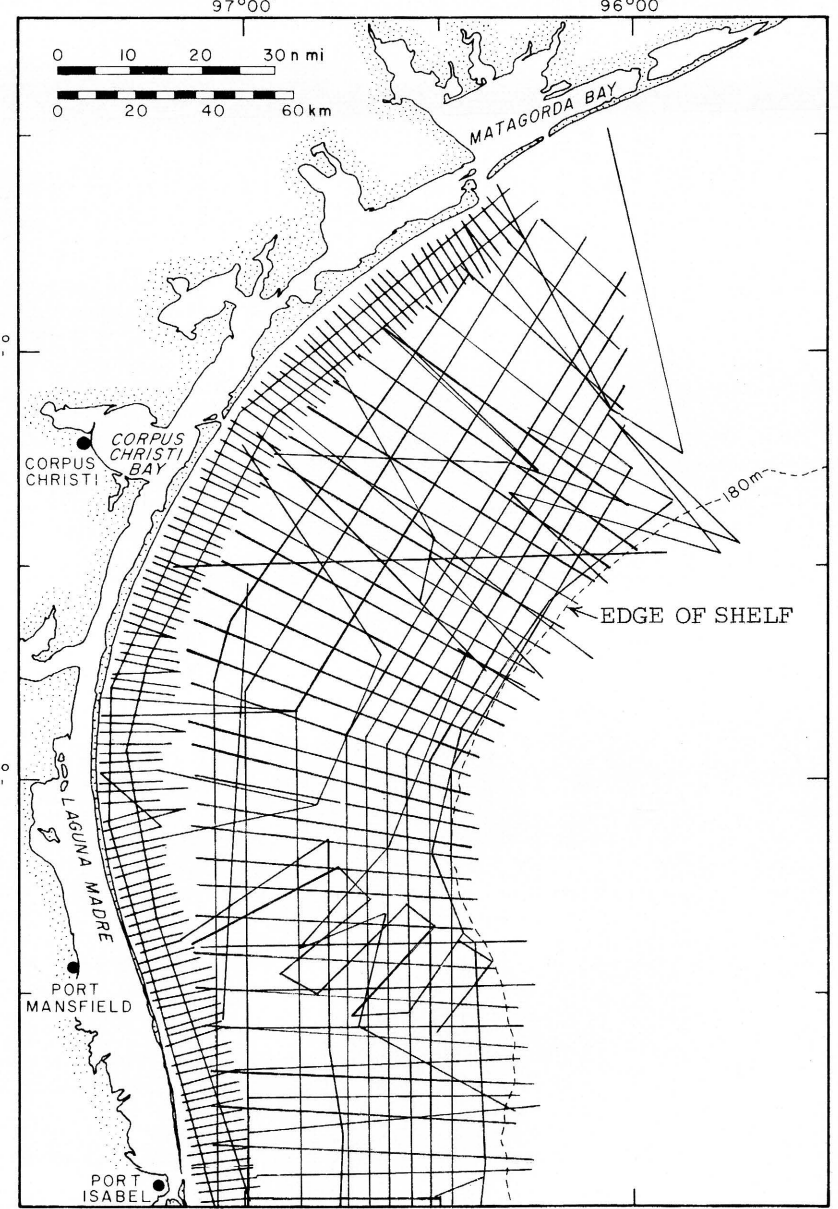 97°00'
96°00'
0 10 20 30 n mi
0 20 40 60 km
MATAGORDA BAY
CORPUS
CHRISTI
BAY
CORPUS
CHRISTI
180m
EDGE OF SHELF
LAGUNA MADRE
PORT
MANSFIELD
PORT
ISABEL